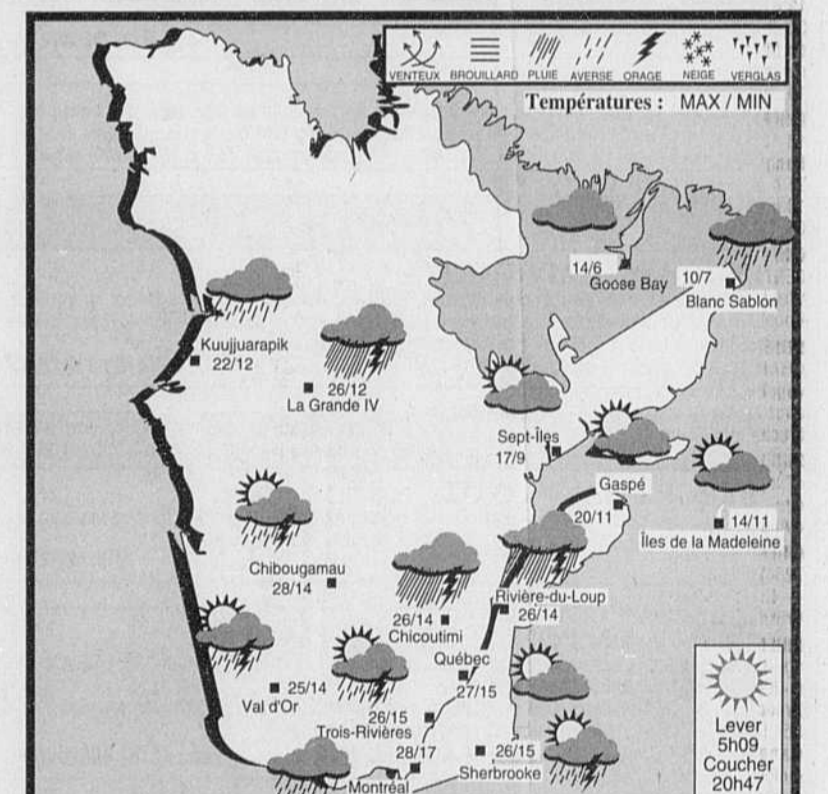 VENTEUX BROUILLARD PLUIE AVERSE ORAGE NEIGE VERGLAS
Températures : MAX / MIN
14/6
Goose Bay
10/7
Blanc Sablon
Kuujjuarapik
22/12
26/12
La Grande IV
Sept-Îles
17/9
Gaspé
20/11
14/11
Îles de la Madeleine
Chibougamau
28/14
Rivière-du-Loup
26/14
26/14
Chicoutimi
Québec
27/15
25/14
Val d'Or
26/15
Trois-Rivières
28/17
Montréal
26/15
Sherbrooke
Lever
5h09
Coucher
20h47